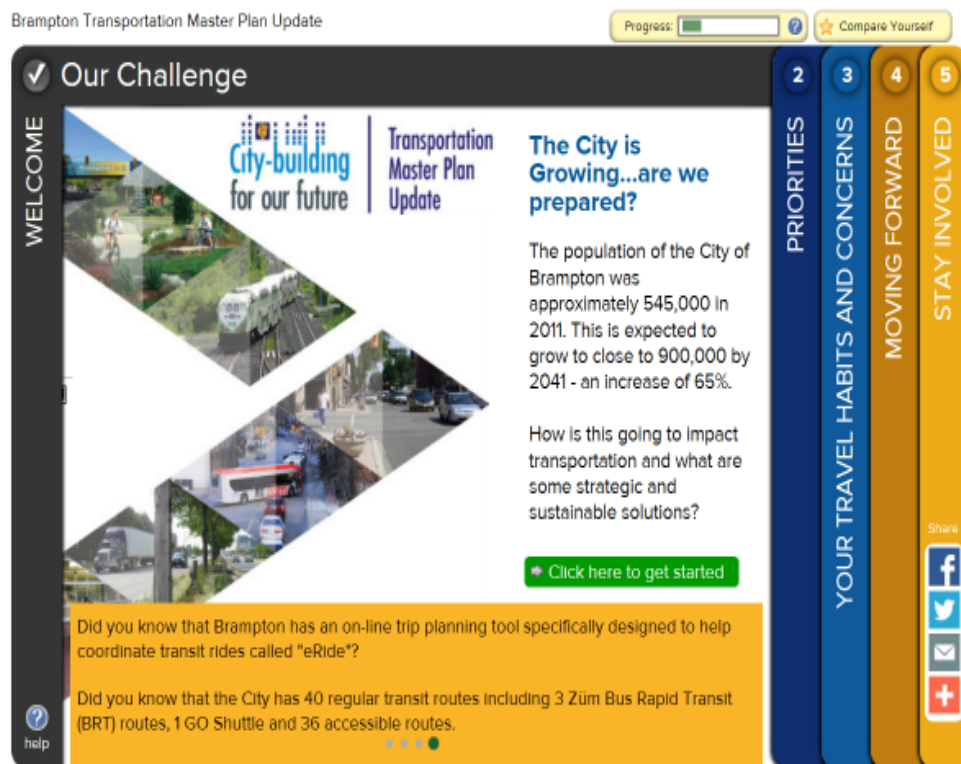 Brampton Transportation Master Plan Update
Progress:
?
Compare Yourself
Our Challenge
WELCOME
City-building
for our future
Transportation
Master Plan
Update
The City is
Growing...are we
prepared?
The population of the City of
Brampton was
approximately 545,000 in
2011. This is expected to
grow to close to 900,000 by
2041 - an increase of 65%.
How is this going to impact
transportation and what are
some strategic and
sustainable solutions?
Click here to get started
Did you know that Brampton has an on-line trip planning tool specifically designed to help
coordinate transit rides called "eRide"?
Did you know that the City has 40 regular transit routes including 3 Züm Bus Rapid Transit
(BRT) routes, 1 GO Shuttle and 36 accessible routes.
?
help
2
PRIORITIES
3
YOUR TRAVEL HABITS AND CONCERNS
4
MOVING FORWARD
5
STAY INVOLVED
Share
f